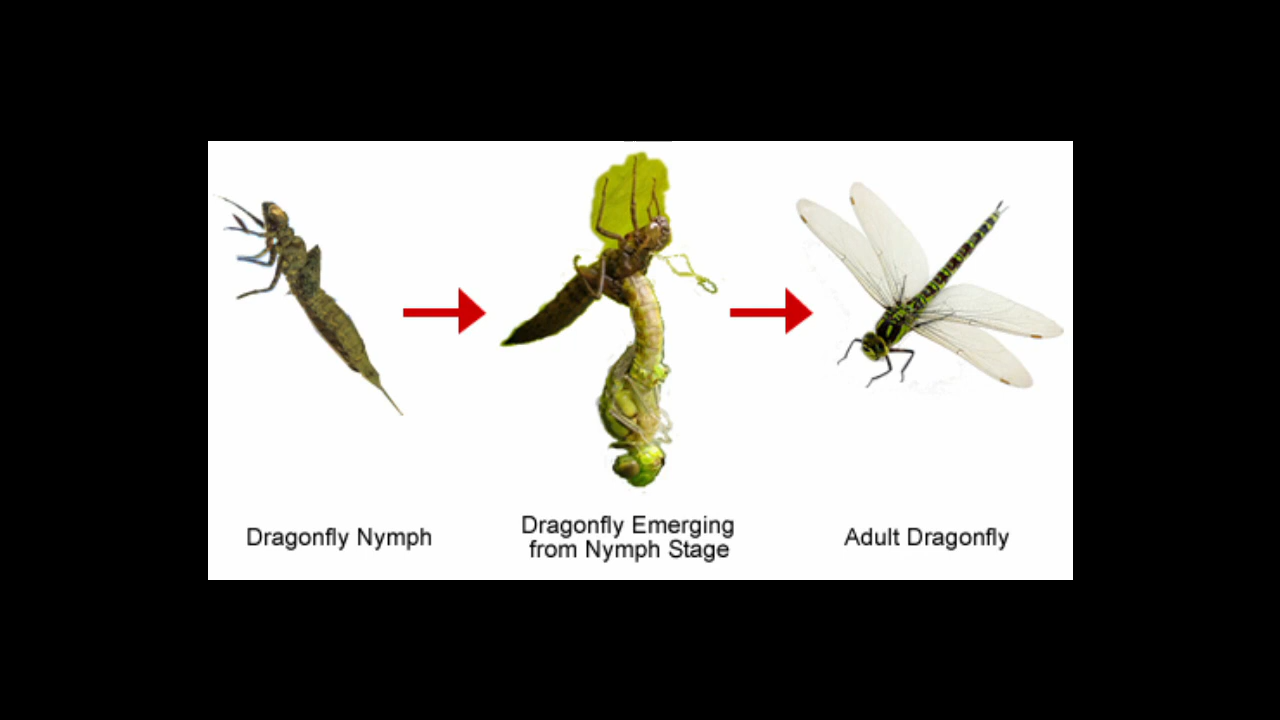 Dragonfly Nymph
Dragonfly Emerging
from Nymph Stage
Adult Dragonfly